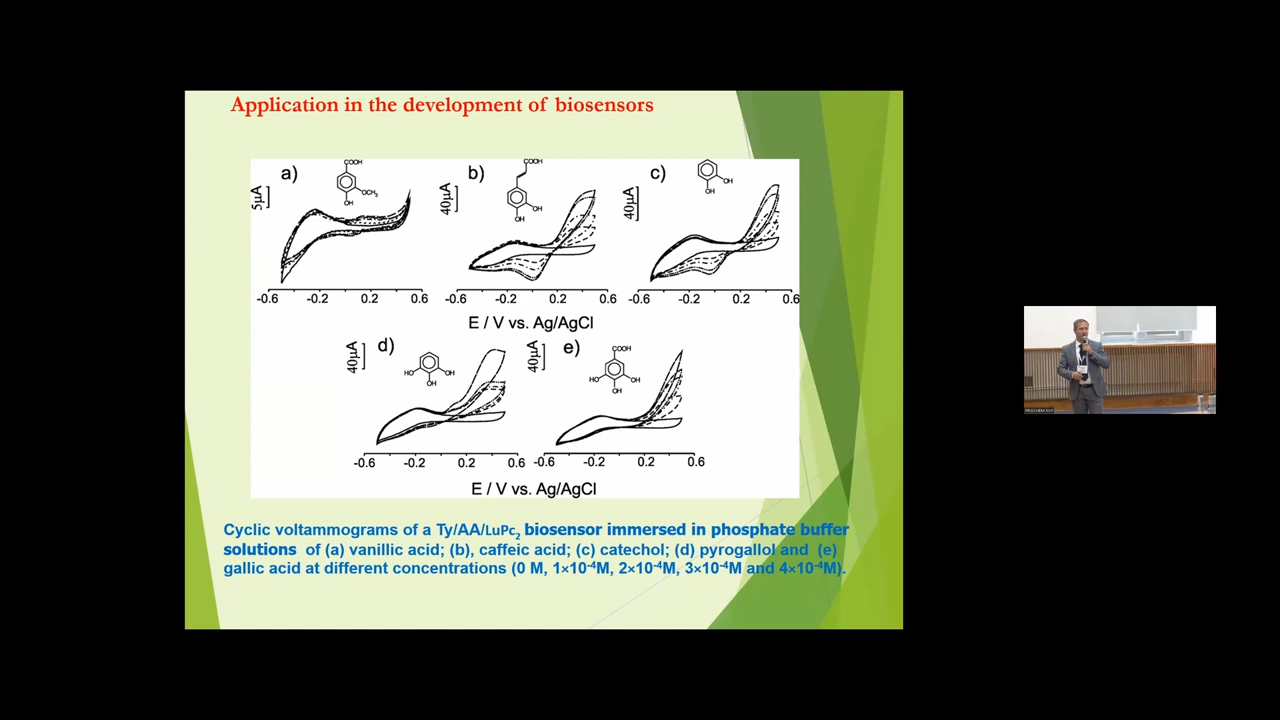 Application in the development of biosensors
a)
COOH
OCH3
OH
5µA
b)
COOH
OH
OH
40µA
c)
OH
OH
40µA
-0.6 -0.2 0.2 0.6
-0.6 -0.2 0.2 0.6
-0.6 -0.2 0.2 0.6
E / V vs. Ag/AgCl
d)
HO OH
OH
40µA
e)
COOH
HO OH
OH
40µA
-0.6 -0.2 0.2 0.6
-0.6 -0.2 0.2 0.6
E / V vs. Ag/AgCl
Cyclic voltammograms of a Ty/AA/LuPc2 biosensor immersed in phosphate buffer
solutions of (a) vanillic acid; (b), caffeic acid; (c) catechol; (d) pyrogallol and (e)
gallic acid at different concentrations (0 M, 1×10-4M, 2×10-4M, 3×10-4M and 4×10-4M).